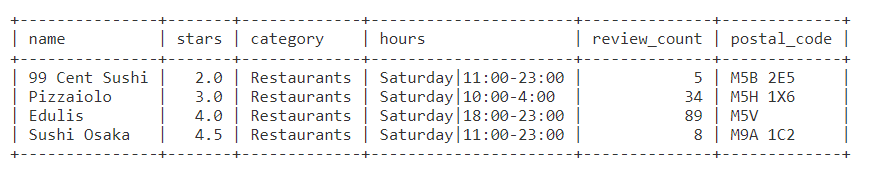 +---------------+-------+-------------+----------------------+--------------+-------------+
| name          | stars | category    | hours                | review_count | postal_code |
+---------------+-------+-------------+----------------------+--------------+-------------+
| 99 Cent Sushi |   2.0 | Restaurants | Saturday|11:00-23:00 |            5 | M5B 2E5     |
| Pizzaiolo     |   3.0 | Restaurants | Saturday|10:00-4:00  |           34 | M5H 1X6     |
| Edulis        |   4.0 | Restaurants | Saturday|18:00-23:00 |           89 | M5V         |
| Sushi Osaka   |   4.5 | Restaurants | Saturday|11:00-23:00 |            8 | M9A 1C2     |
+---------------+-------+-------------+----------------------+--------------+-------------+